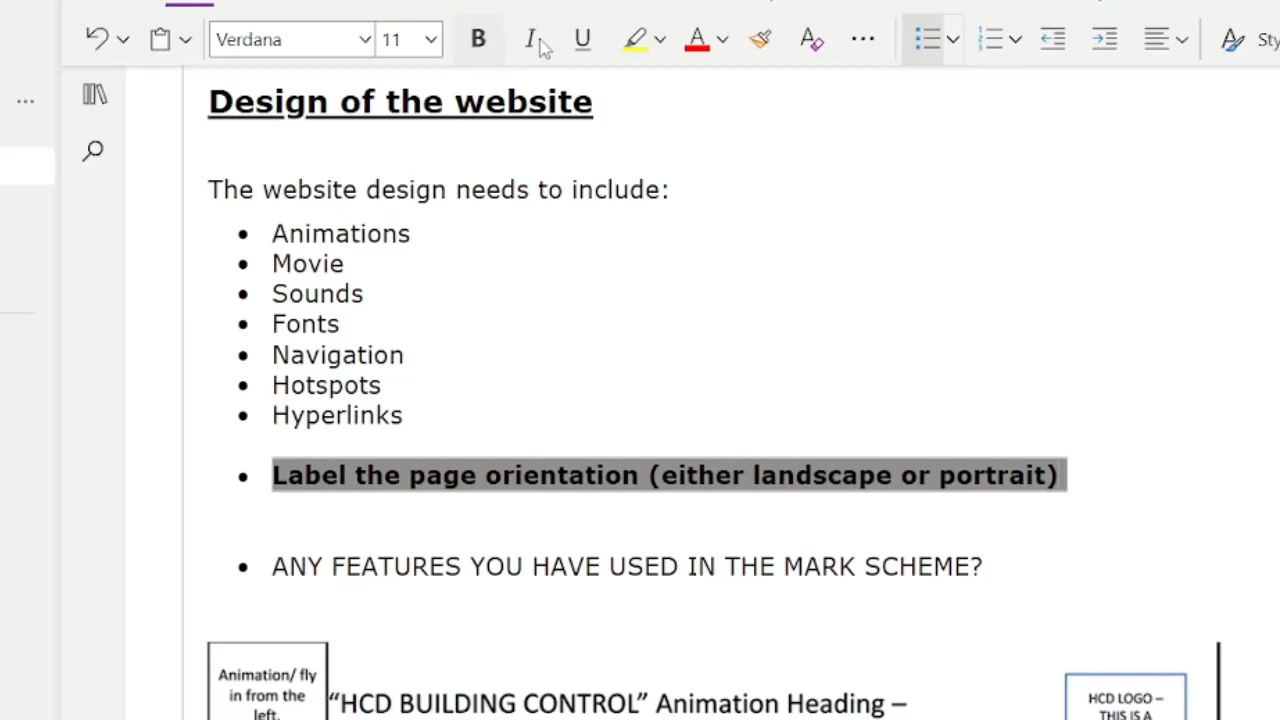 Verdana 11 B I U A A Sty
Design of the website
The website design needs to include:
• Animations
• Movie
• Sounds
• Fonts
• Navigation
• Hotspots
• Hyperlinks
• Label the page orientation (either landscape or portrait)
• ANY FEATURES YOU HAVE USED IN THE MARK SCHEME?
Animation/ fly
in from the
left.
“HCD BUILDING CONTROL” Animation Heading –
HCD LOGO –
THIS IS A